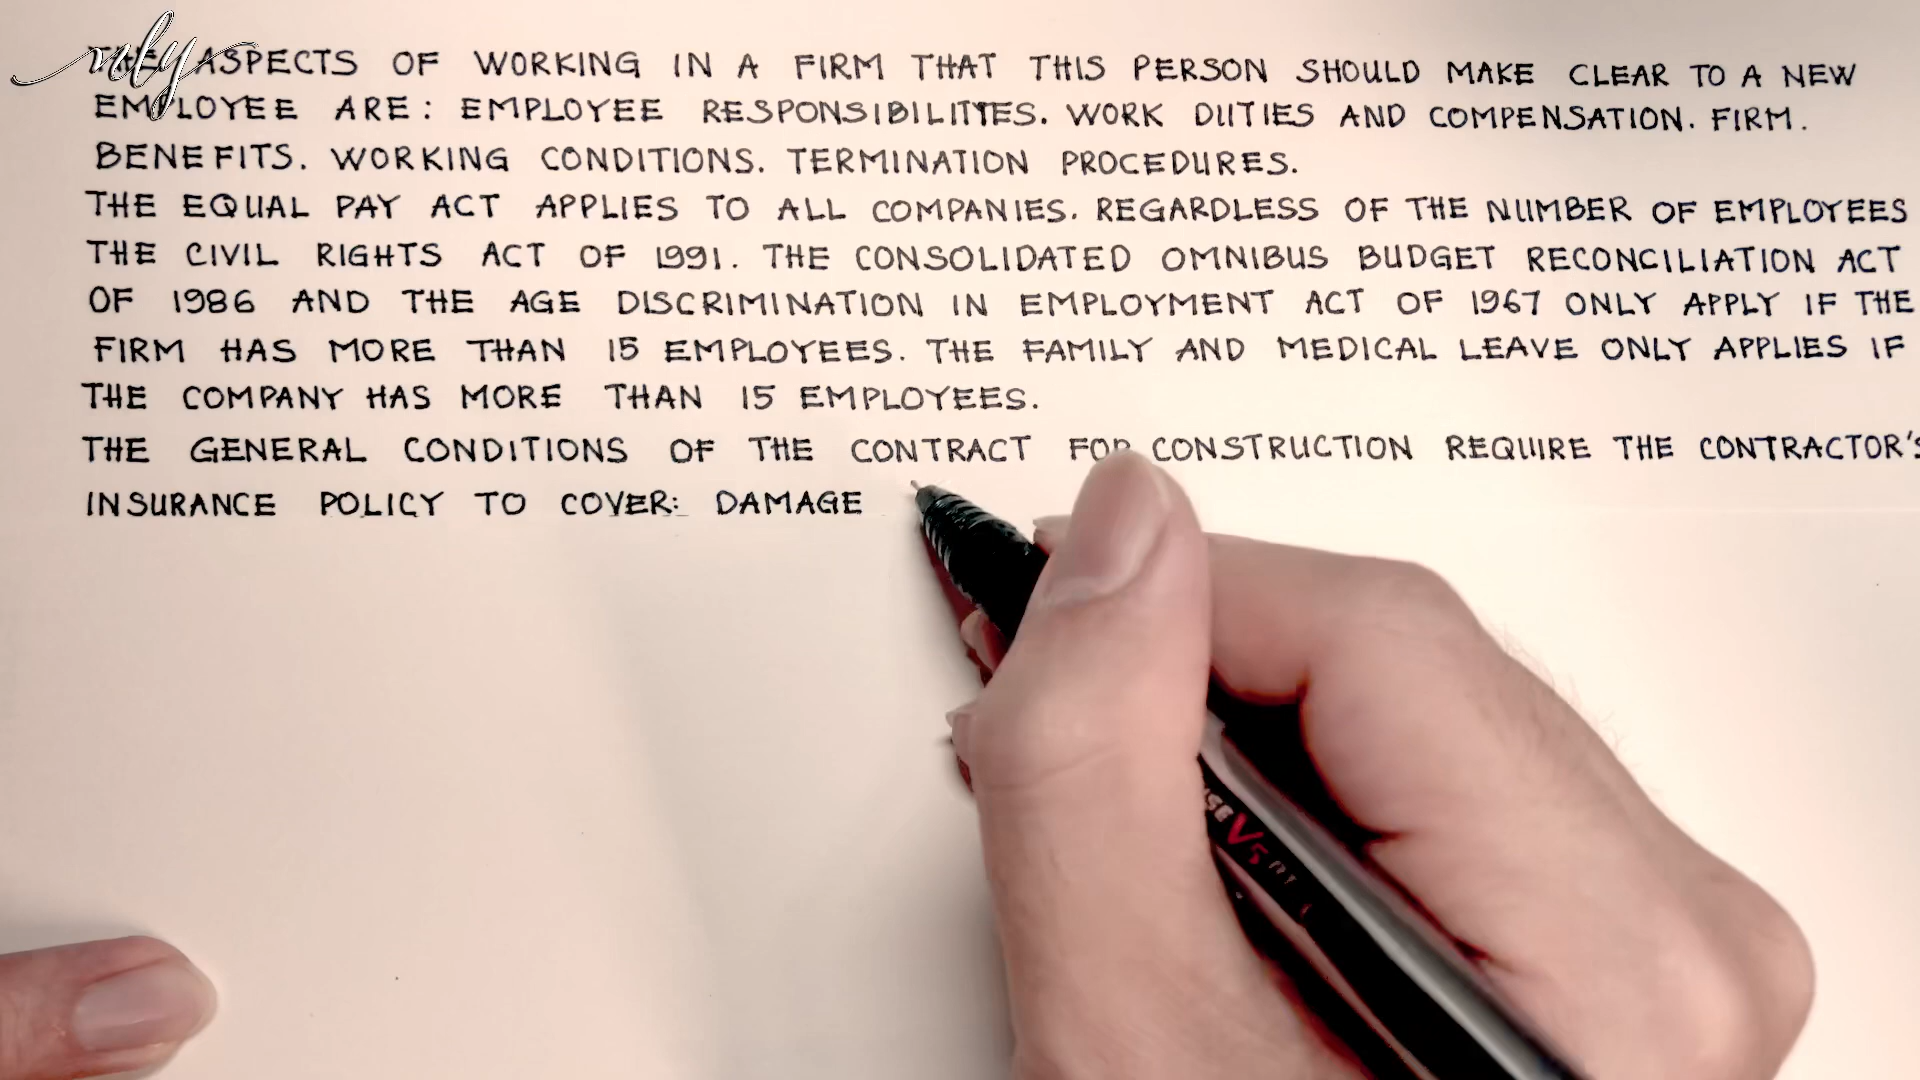 THE ASPECTS OF WORKING IN A FIRM THAT THIS PERSON SHOULD MAKE CLEAR TO A NEW
EMPLOYEE ARE: EMPLOYEE RESPONSIBILITIES. WORK DUTIES AND COMPENSATION. FIRM.
BENEFITS. WORKING CONDITIONS. TERMINATION PROCEDURES.
THE EQUAL PAY ACT APPLIES TO ALL COMPANIES. REGARDLESS OF THE NUMBER OF EMPLOYEES
THE CIVIL RIGHTS ACT OF 1991. THE CONSOLIDATED OMNIBUS BUDGET RECONCILIATION ACT
OF 1986 AND THE AGE DISCRIMINATION IN EMPLOYMENT ACT OF 1967 ONLY APPLY IF THE
FIRM HAS MORE THAN 15 EMPLOYEES. THE FAMILY AND MEDICAL LEAVE ONLY APPLIES IF
THE COMPANY HAS MORE THAN 15 EMPLOYEES.
THE GENERAL CONDITIONS OF THE CONTRACT FOR CONSTRUCTION REQUIRE THE CONTRACTOR'S
INSURANCE POLICY TO COVER: DAMAGE
V5